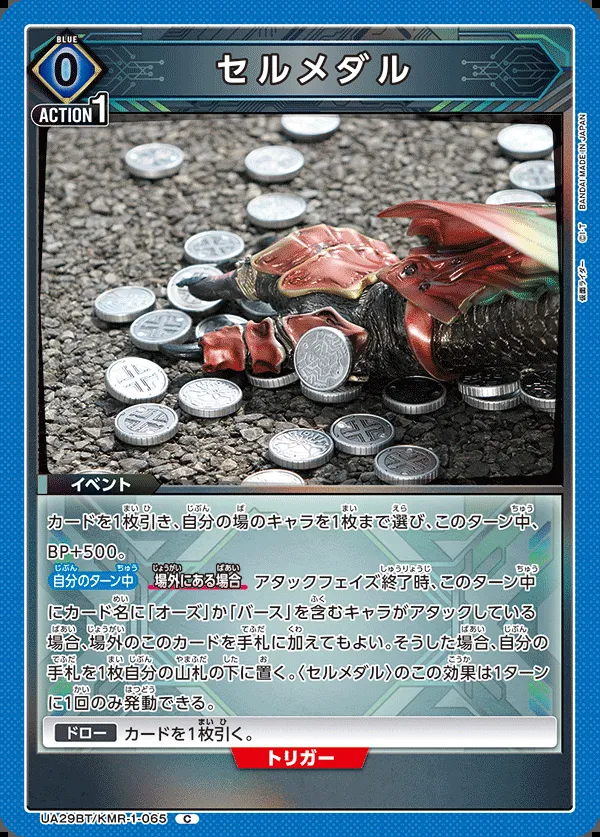 BLUE
0
セルメダル
ACTION 1
BANDAI MADE IN JAPAN
仮面ライダー ©I・T
イベント
カードを1枚引き、自分の場のキャラを1枚まで選び、このターン中、
BP+500。
自分のターン中 場外にある場合 アタックフェイズ終了時、このターン中
にカード名に「オーズ」か「バース」を含むキャラがアタックしている
場合、場外のこのカードを手札に加えてもよい。そうした場合、自分の
手札を1枚自分の山札の下に置く。〈セルメダル〉のこの効果は1ターン
に1回のみ発動できる。
ドロー カードを1枚引く。
トリガー
UA29BT/KMR-1-065 C